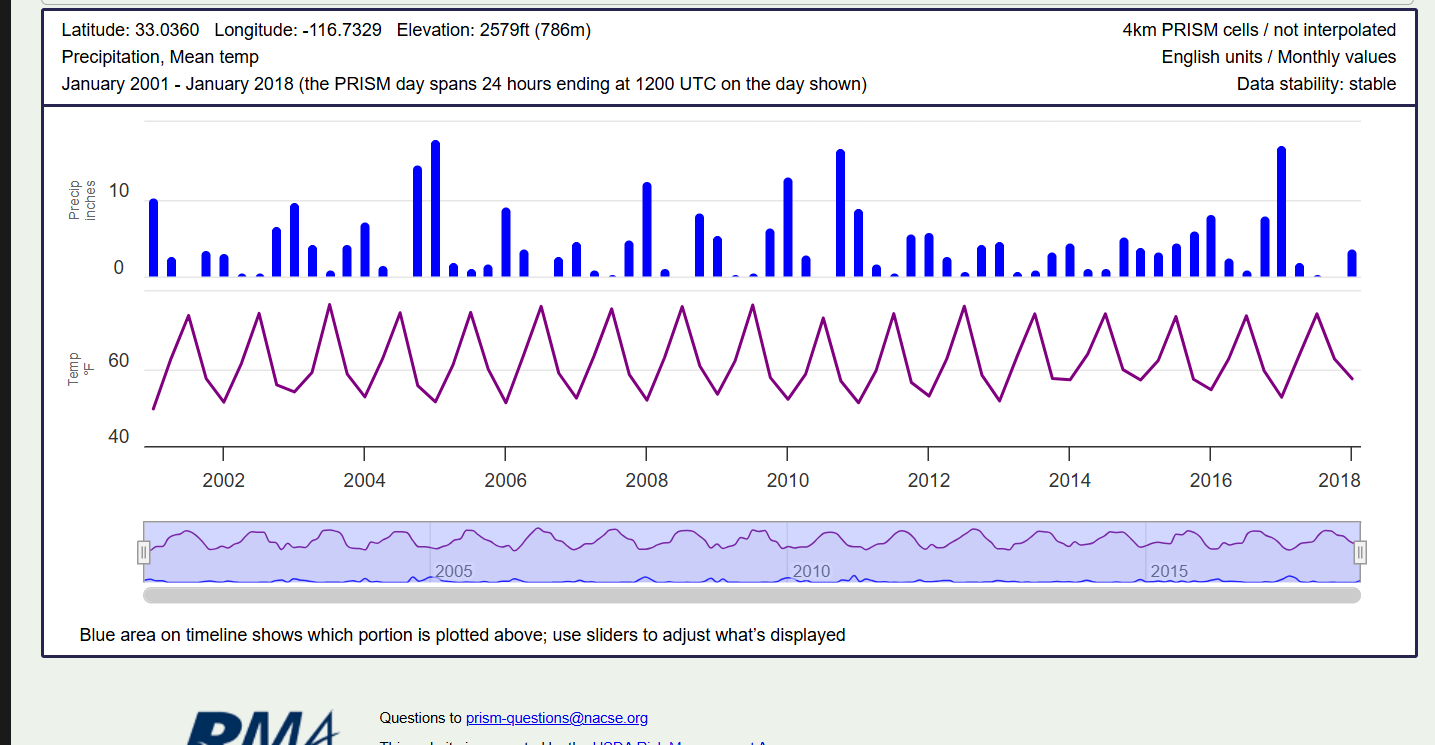 Latitude: 33.0360 Longitude: -116.7329 Elevation: 2579ft (786m)
4km PRISM cells / not interpolated
Precipitation, Mean temp
English units / Monthly values
January 2001 - January 2018 (the PRISM day spans 24 hours ending at 1200 UTC on the day shown)
Data stability: stable
Precip
inches
10
0
Temp
°F
60
40
2002 2004 2006 2008 2010 2012 2014 2016 2018
2005 2010 2015
Blue area on timeline shows which portion is plotted above; use sliders to adjust what's displayed
RMA
Questions to prism-questions@nacse.org